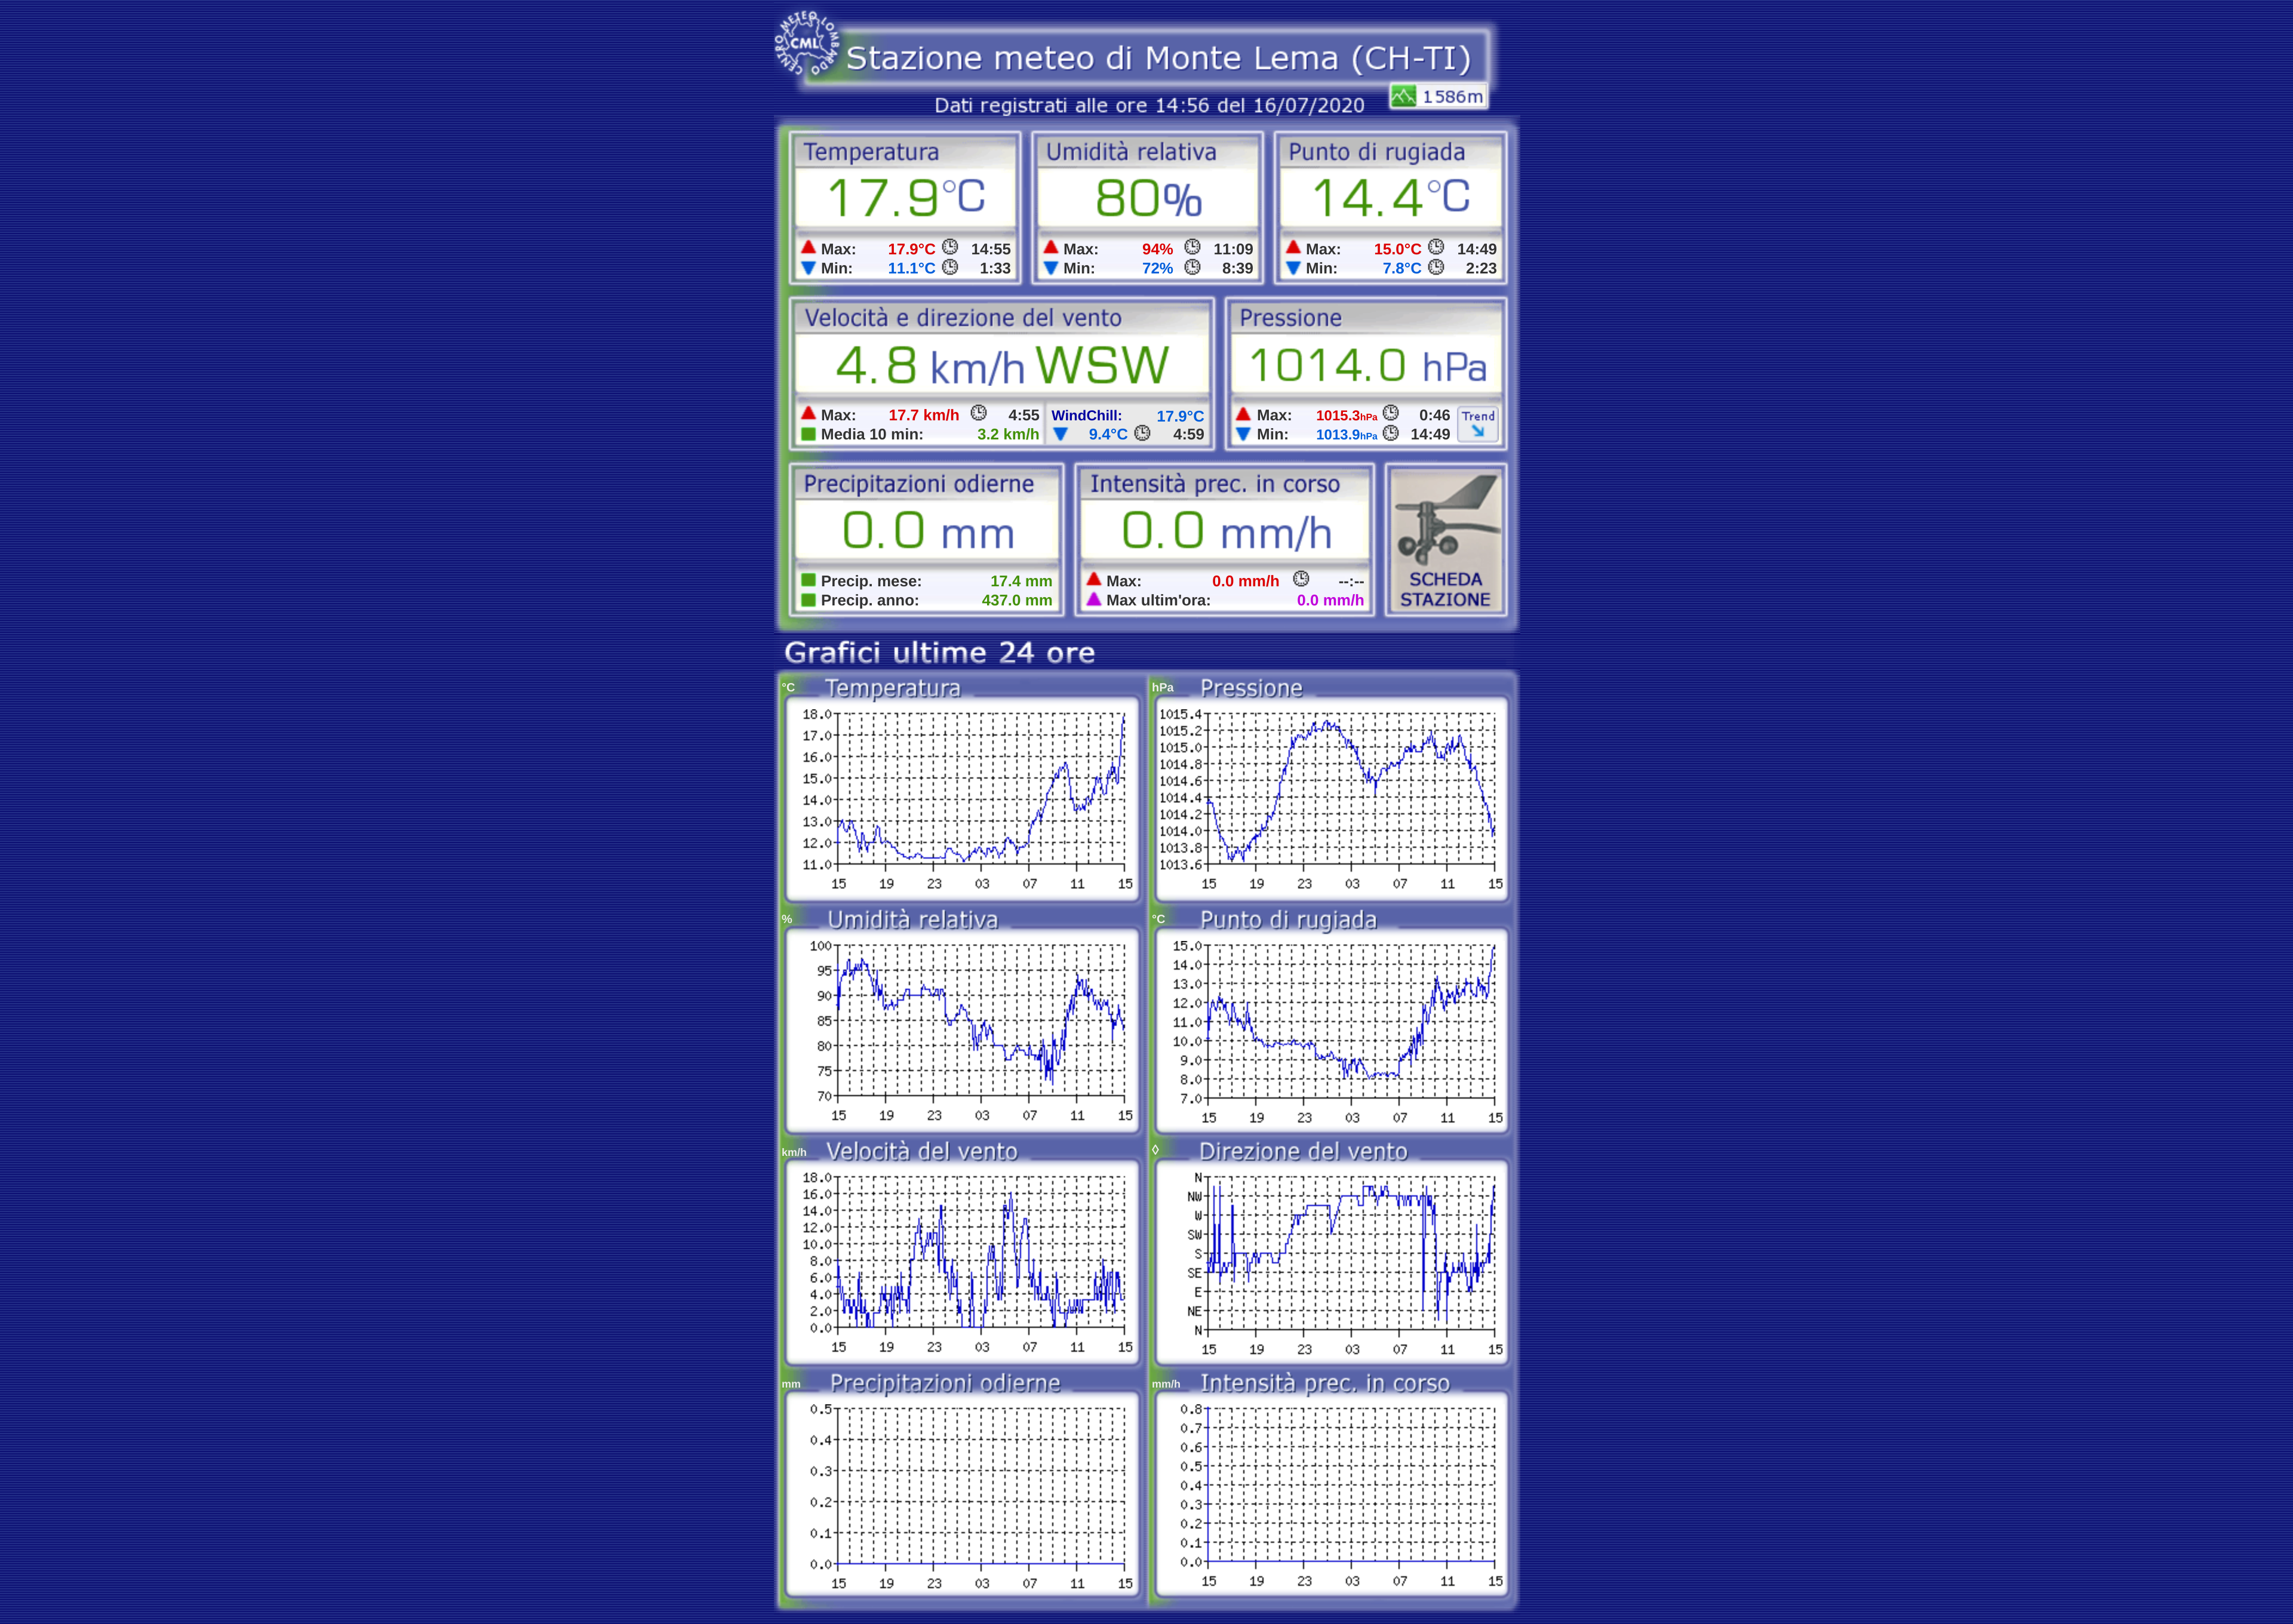 CENTRO METEO LOMBARDO
CML
Stazione meteo di Monte Lema (CH-TI)
Dati registrati alle ore 14:56 del 16/07/2020
1586m
Temperatura
17.9°C
Max: 17.9°C 14:55
Min: 11.1°C 1:33
Umidità relativa
80%
Max: 94% 11:09
Min: 72% 8:39
Punto di rugiada
14.4°C
Max: 15.0°C 14:49
Min: 7.8°C 2:23
Velocità e direzione del vento
4.8 km/h WSW
Max: 17.7 km/h 4:55
Media 10 min: 3.2 km/h
WindChill: 17.9°C
9.4°C 4:59
Pressione
1014.0 hPa
Max: 1015.3hPa 0:46
Min: 1013.9hPa 14:49
Trend
Precipitazioni odierne
0.0 mm
Precip. mese: 17.4 mm
Precip. anno: 437.0 mm
Intensità prec. in corso
0.0 mm/h
Max: 0.0 mm/h --:--
Max ultim'ora: 0.0 mm/h
SCHEDA
STAZIONE
Grafici ultime 24 ore
°C Temperatura
18.0
17.0
16.0
15.0
14.0
13.0
12.0
11.0
15 19 23 03 07 11 15
hPa Pressione
1015.4
1015.2
1015.0
1014.8
1014.6
1014.4
1014.2
1014.0
1013.8
1013.6
15 19 23 03 07 11 15
% Umidità relativa
100
95
90
85
80
75
70
15 19 23 03 07 11 15
°C Punto di rugiada
15.0
14.0
13.0
12.0
11.0
10.0
9.0
8.0
7.0
15 19 23 03 07 11 15
km/h Velocità del vento
18.0
16.0
14.0
12.0
10.0
8.0
6.0
4.0
2.0
0.0
15 19 23 03 07 11 15
◊ Direzione del vento
N
NW
W
SW
S
SE
E
NE
N
15 19 23 03 07 11 15
mm Precipitazioni odierne
0.5
0.4
0.3
0.2
0.1
0.0
15 19 23 03 07 11 15
mm/h Intensità prec. in corso
0.8
0.7
0.6
0.5
0.4
0.3
0.2
0.1
0.0
15 19 23 03 07 11 15